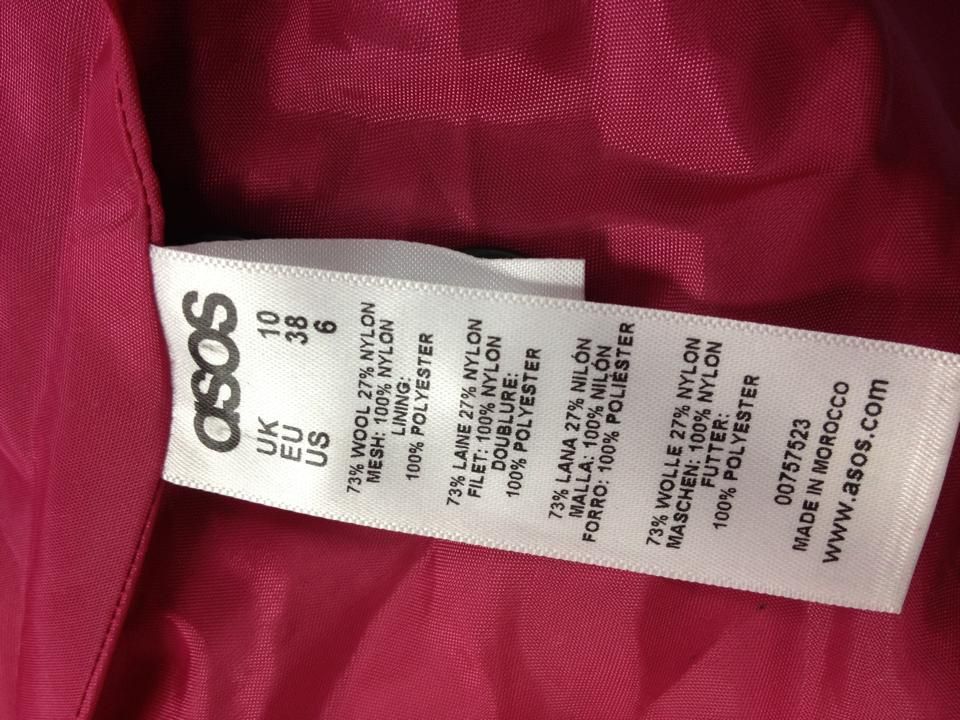 asos
UK 10
EU 38
US 6
73% WOOL 27% NYLON
MESH: 100% NYLON
LINING:
100% POLYESTER
73% LAINE 27% NYLON
FILET: 100% NYLON
DOUBLURE:
100% POLYESTER
73% LANA 27% NILÓN
MALLA: 100% NILÓN
FORRO: 100% POLIÉSTER
73% WOLLE 27% NYLON
MASCHEN: 100% NYLON
FUTTER:
100% POLYESTER
00757523
MADE IN MOROCCO
www.asos.com